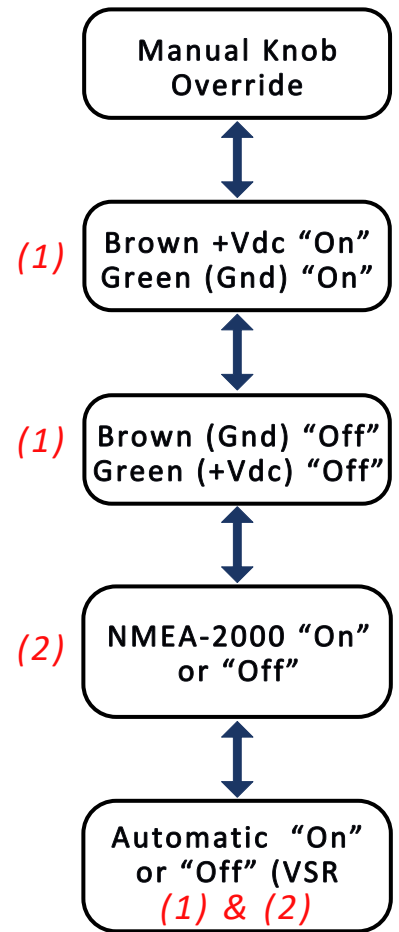 Manual Knob
Override
(1)
Brown +Vdc “On”
Green (Gnd) “On”
(1)
Brown (Gnd) “Off”
Green (+Vdc) “Off”
(2)
NMEA-2000 “On”
or “Off”
Automatic “On”
or “Off” (VSR
(1) & (2)